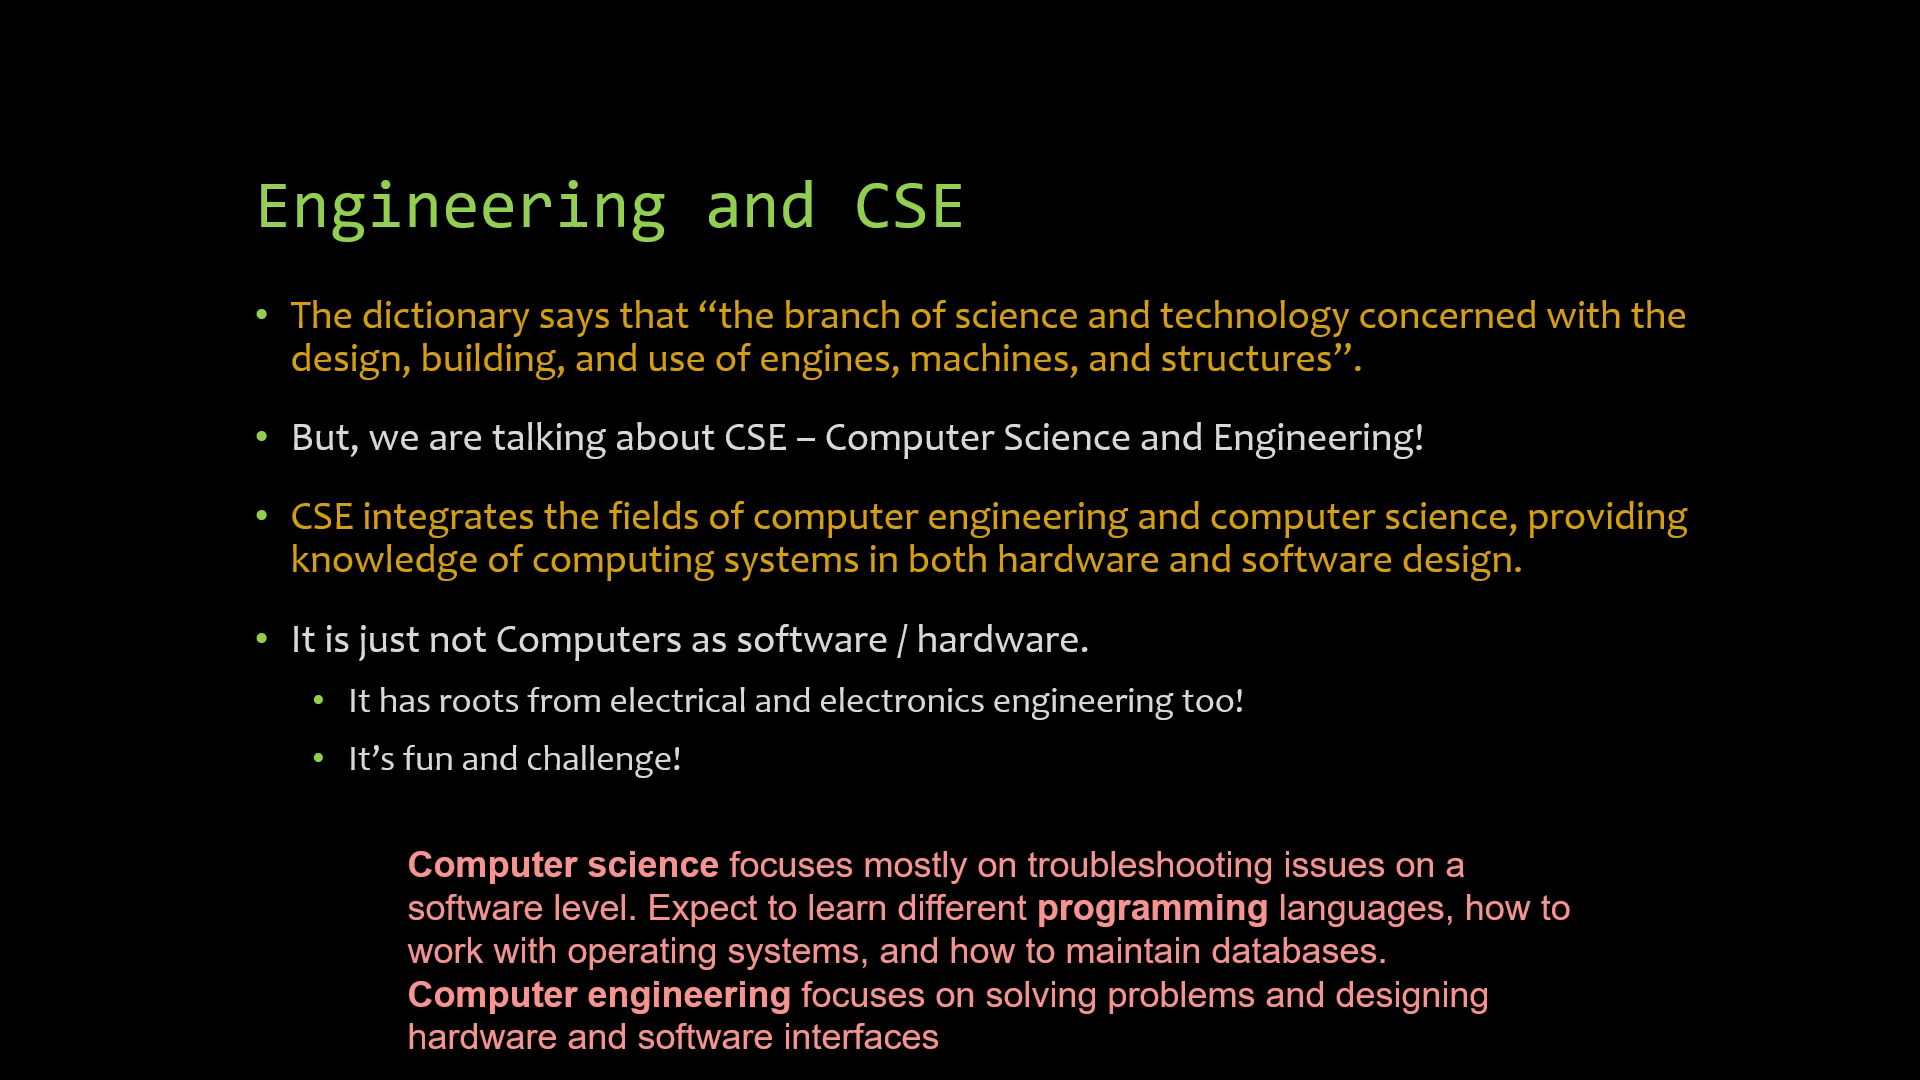 Engineering and CSE
• The dictionary says that “the branch of science and technology concerned with the
design, building, and use of engines, machines, and structures”.
• But, we are talking about CSE – Computer Science and Engineering!
• CSE integrates the fields of computer engineering and computer science, providing
knowledge of computing systems in both hardware and software design.
• It is just not Computers as software / hardware.
• It has roots from electrical and electronics engineering too!
• It’s fun and challenge!
Computer science focuses mostly on troubleshooting issues on a
software level. Expect to learn different programming languages, how to
work with operating systems, and how to maintain databases.
Computer engineering focuses on solving problems and designing
hardware and software interfaces